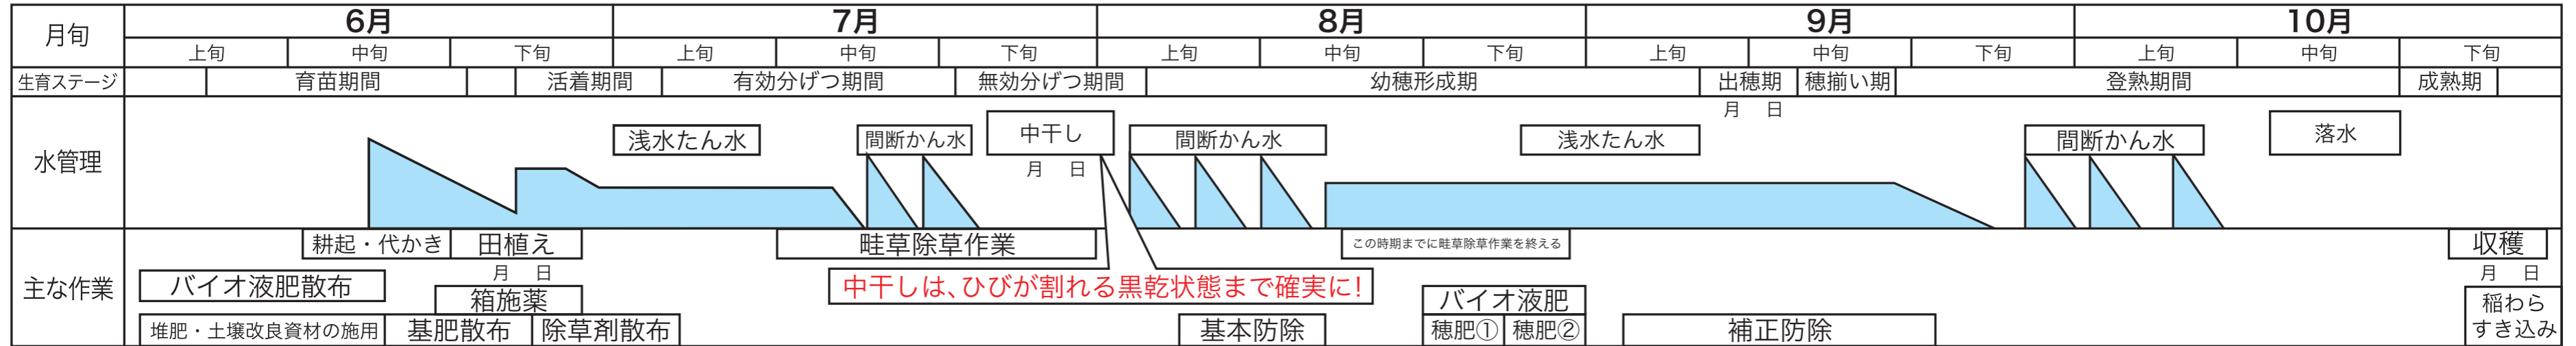 月旬 6月 7月 8月 9月 10月
上旬 中旬 下旬 上旬 中旬 下旬 上旬 中旬 下旬 上旬 中旬 下旬 上旬 中旬 下旬
生育ステージ 育苗期間 活着期間 有効分げつ期間 無効分げつ期間 幼穂形成期 出穂期 穂揃い期 登熟期間 成熟期
月 日
水管理 浅水たん水 間断かん水 中干し 間断かん水 浅水たん水 間断かん水 落水
月 日
主な作業 耕起・代かき 田植え 畦草除草作業 この時期までに畦草除草作業を終える 収穫
月 日 月 日
バイオ液肥散布 中干しは、ひびが割れる黒乾状態まで確実に!
箱施薬 バイオ液肥 稲わら
堆肥・土壌改良資材の施用 基肥散布 除草剤散布 基本防除 穂肥① 穂肥② 補正防除 すき込み